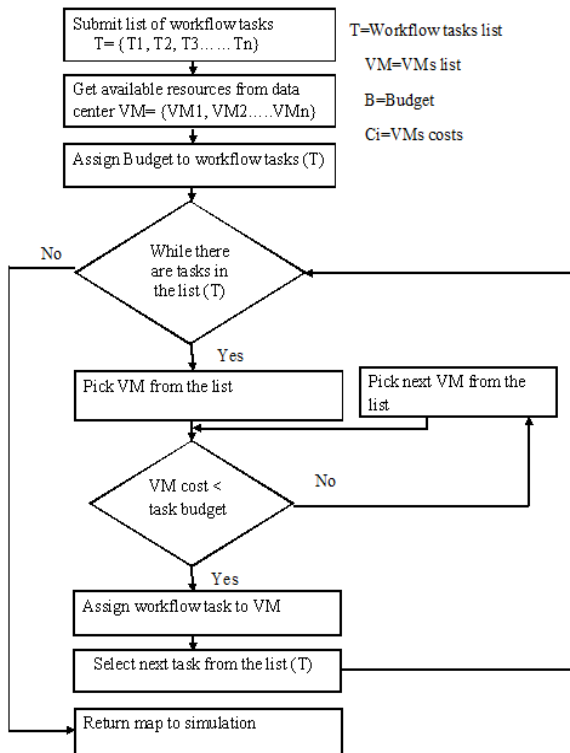 Submit list of workflow tasks
T= {T1, T2, T3……Tn}
T=Workflow tasks list
VM=VMs list
B=Budget
Ci=VMs costs
Get available resources from data
center VM= {VM1, VM2…..VMn}
Assign Budget to workflow tasks (T)
While there
are tasks in
the list (T)
No
Yes
Pick VM from the list
Pick next VM from the
list
VM cost <
task budget
No
Yes
Assign workflow task to VM
Select next task from the list (T)
Return map to simulation